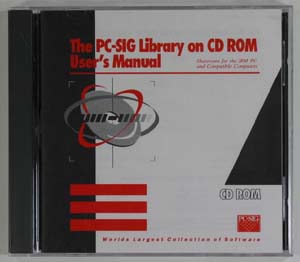 The PC-SIG Library on CD ROM
User's Manual
Shareware for the IBM PC
and Compatible Computers
CD ROM
PC-SIG
Worlds Largest Collection of Software